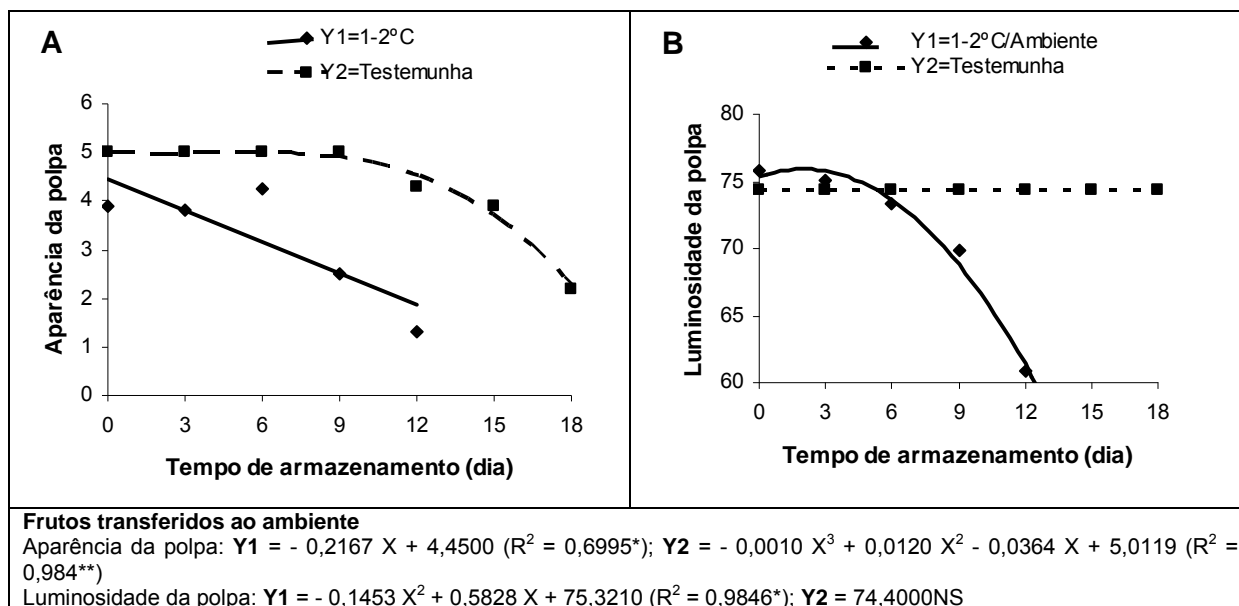 A
Y1=1-2ºC
Y2=Testemunha
Aparência da polpa
6
5
4
3
2
1
0
0 3 6 9 12 15 18
Tempo de armazenamento (dia)
B
Y1=1-2ºC/Ambiente
Y2=Testemunha
Luminosidade da polpa
80
75
70
65
60
0 3 6 9 12 15 18
Tempo de armazenamento (dia)
Frutos transferidos ao ambiente
Aparência da polpa: Y1 = - 0,2167 X + 4,4500 (R² = 0,6995*); Y2 = - 0,0010 X³ + 0,0120 X² - 0,0364 X + 5,0119 (R² =
0,984**)
Luminosidade da polpa: Y1 = - 0,1453 X² + 0,5828 X + 75,3210 (R² = 0,9846*); Y2 = 74,4000NS